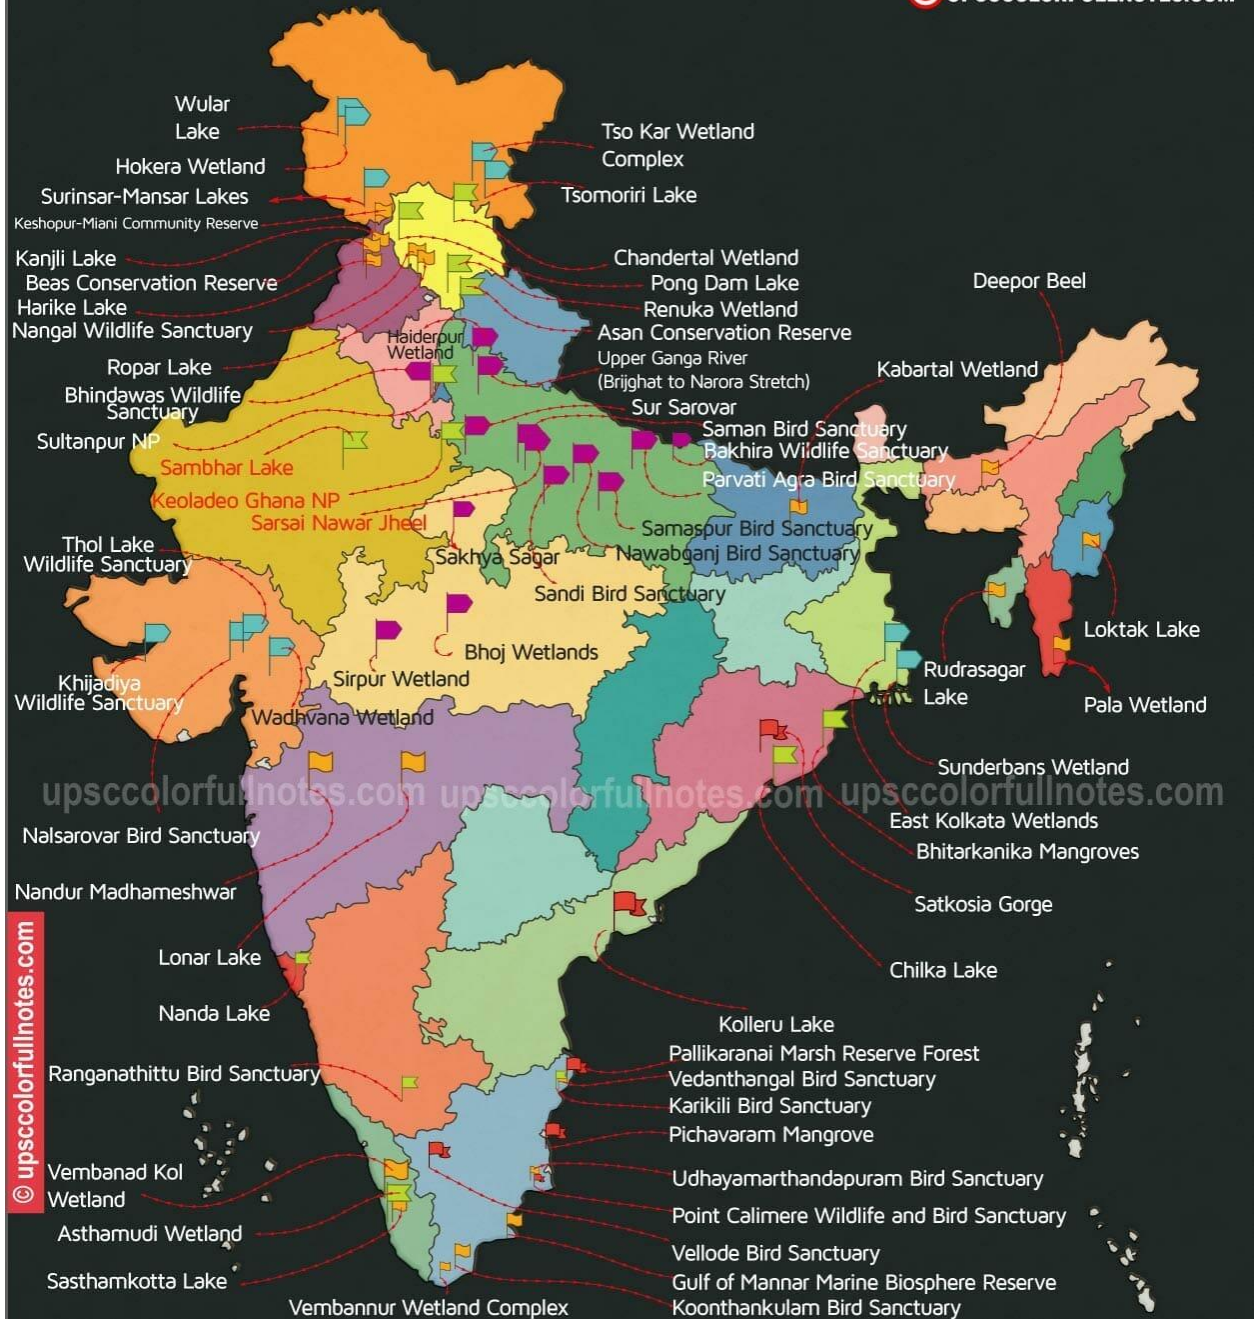 Wular
Lake
Hokera Wetland
Surinsar-Mansar Lakes
Keshopur-Miani Community Reserve
Kanjli Lake
Beas Conservation Reserve
Harike Lake
Nangal Wildlife Sanctuary
Ropar Lake
Bhindawas Wildlife
Sanctuary
Sultanpur NP
Sambhar Lake
Keoladeo Ghana NP
Sarsai Nawar Jheel
Thol Lake
Wildlife Sanctuary
Khijadiya
Wildlife Sanctuary
Tso Kar Wetland
Complex
Tsomoriri Lake
Chandertal Wetland
Pong Dam Lake
Renuka Wetland
Asan Conservation Reserve
Haiderpur
Wetland
Upper Ganga River
(Brijghat to Narora Stretch)
Sur Sarovar
Saman Bird Sanctuary
Bakhira Wildlife Sanctuary
Parvati Agra Bird Sanctuary
Samaspur Bird Sanctuary
Nawabganj Bird Sanctuary
Sakhya Sagar
Sandi Bird Sanctuary
Bhoj Wetlands
Sirpur Wetland
Wadhvana Wetland
Deepor Beel
Kabartal Wetland
Loktak Lake
Rudrasagar
Lake
Pala Wetland
Sunderbans Wetland
upsccolorfullnotes.com upsccolorfullnotes.com upsccolorfullnotes.com
East Kolkata Wetlands
Bhitarkanika Mangroves
Satkosia Gorge
Chilka Lake
Nalsarovar Bird Sanctuary
Nandur Madhameshwar
Lonar Lake
Nanda Lake
Ranganathittu Bird Sanctuary
Vembanad Kol
Wetland
Asthamudi Wetland
Sasthamkotta Lake
Vembannur Wetland Complex
Kolleru Lake
Pallikaranai Marsh Reserve Forest
Vedanthangal Bird Sanctuary
Karikili Bird Sanctuary
Pichavaram Mangrove
Udhayamarthandapuram Bird Sanctuary
Point Calimere Wildlife and Bird Sanctuary
Vellode Bird Sanctuary
Gulf of Mannar Marine Biosphere Reserve
Koonthankulam Bird Sanctuary
© upsccolorfullnotes.com